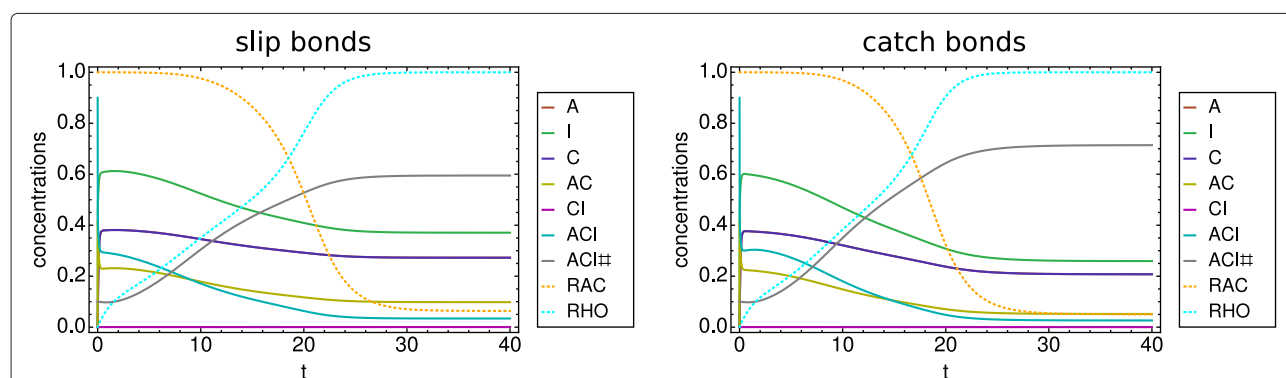 slip bonds
concentrations
1.0
0.8
0.6
0.4
0.2
0.0
0
10
20
30
40
t
A
I
C
AC
CI
ACI
ACI#
RAC
RHO
catch bonds
concentrations
1.0
0.8
0.6
0.4
0.2
0.0
0
10
20
30
40
t
A
I
C
AC
CI
ACI
ACI#
RAC
RHO